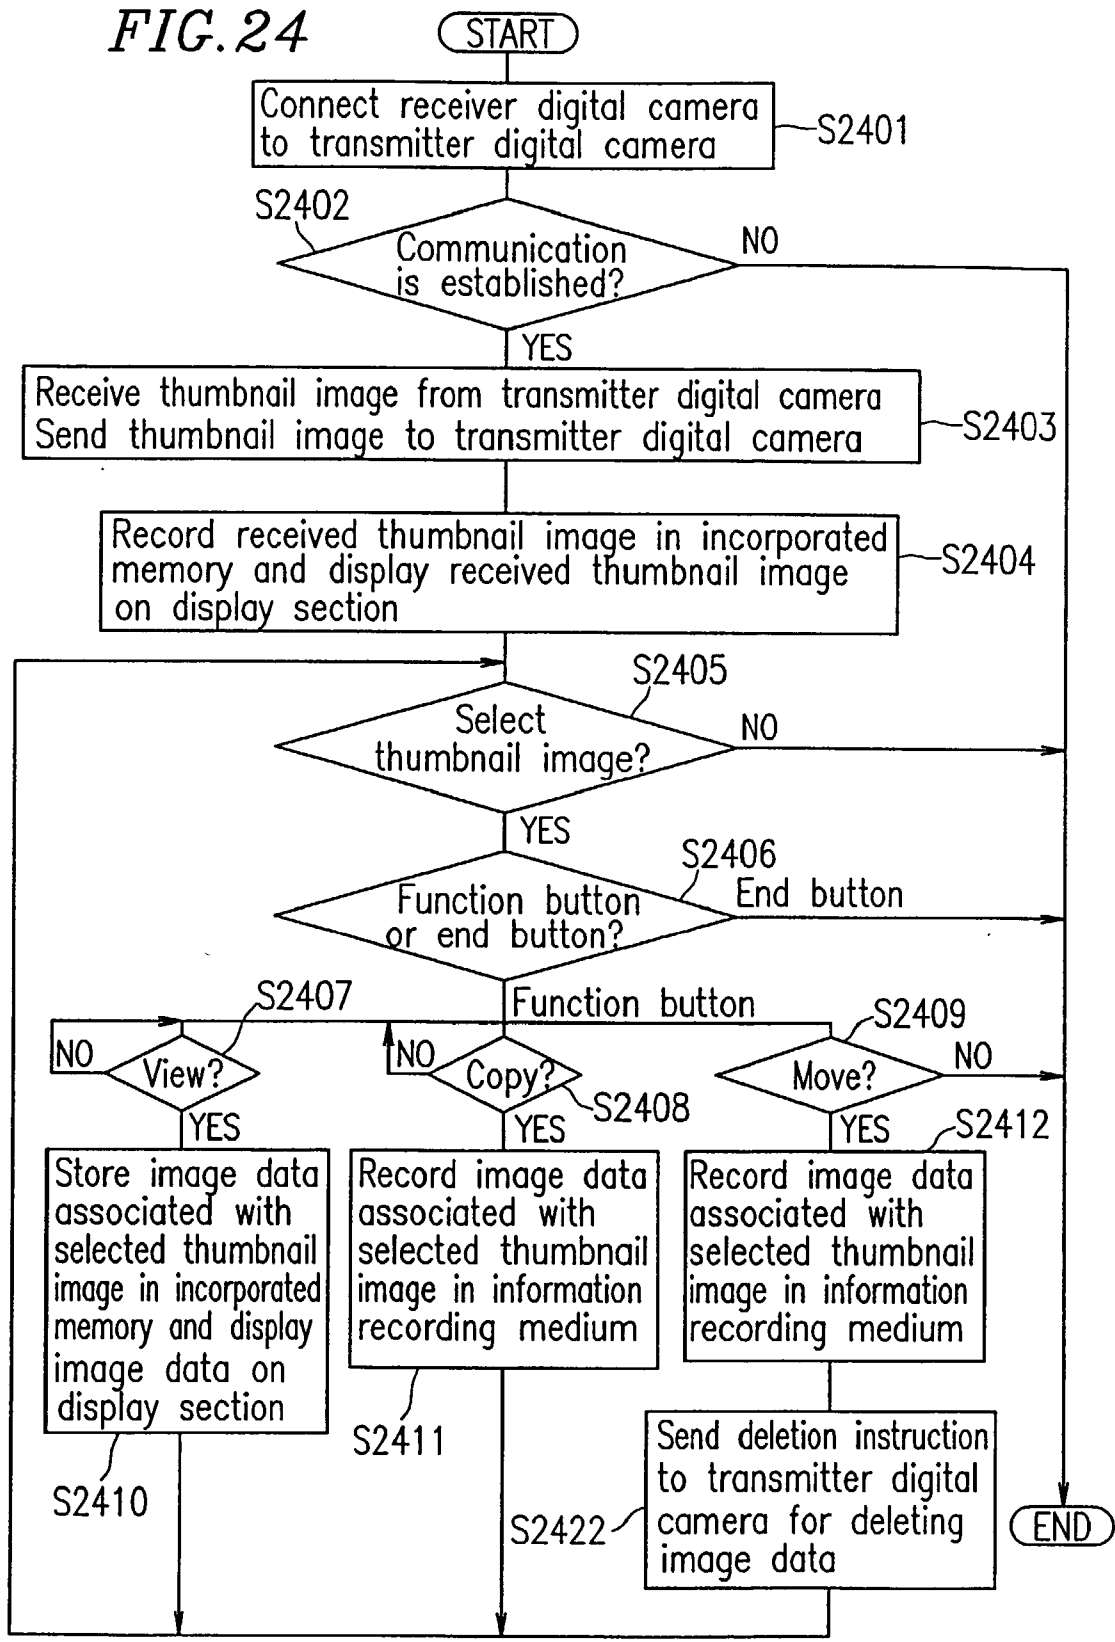 FIG.24
START
Connect receiver digital camera
to transmitter digital camera
S2401
S2402
Communication
is established?
NO
YES
Receive thumbnail image from transmitter digital camera
Send thumbnail image to transmitter digital camera
S2403
Record received thumbnail image in incorporated
memory and display received thumbnail image
on display section
S2404
S2405
Select
thumbnail image?
NO
YES
S2406
Function button
or end button?
End button
Function button
S2407
NO
View?
YES
NO
Copy?
S2408
YES
S2409
Move?
NO
YES
S2412
Store image data
associated with
selected thumbnail
image in incorporated
memory and display
image data on
display section
S2410
Record image data
associated with
selected thumbnail
image in information
recording medium
S2411
Record image data
associated with
selected thumbnail
image in information
recording medium
Send deletion instruction
to transmitter digital
camera for deleting
image data
S2422
END